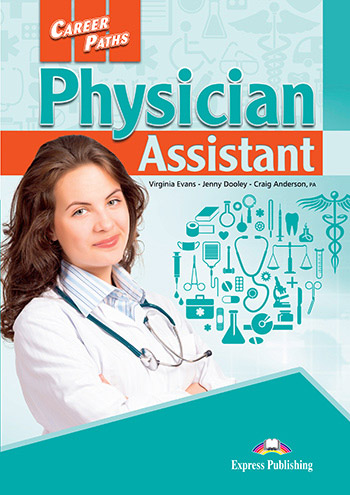 CAREER
PATHS
Physician
Assistant
Virginia Evans - Jenny Dooley - Craig Anderson, PA
Express Publishing